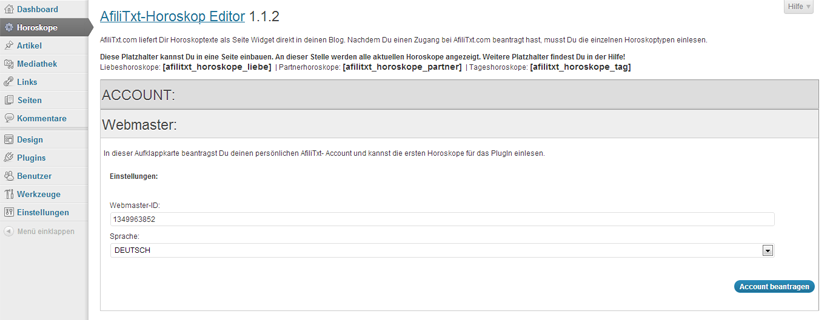 Dashboard
Horoskope
Artikel
Mediathek
Links
Seiten
Kommentare
Design
Plugins
Benutzer
Werkzeuge
Einstellungen
Menü einklappen
Hilfe
AfiliTxt-Horoskop Editor 1.1.2
AfiliTxt.com liefert Dir Horoskoptexte als Seite Widget direkt in deinen Blog. Nachdem Du einen Zugang bei AfiliTxt.com beantragt hast, musst Du die einzelnen Horoskoptypen einlesen.
Diese Platzhalter kannst Du in eine Seite einbauen. An dieser Stelle werden alle aktuellen Horoskope angezeigt. Weitere Platzhalter findest Du in der Hilfe!
Liebeshoroskope: [afilitxt_horoskope_liebe] | Partnerhoroskope: [afilitxt_horoskope_partner] | Tageshoroskope: [afilitxt_horoskope_tag]
ACCOUNT:
Webmaster:
In dieser Aufklappkarte beantragst Du deinen persönlichen AfiliTxt- Account und kannst die ersten Horoskope für das PlugIn einlesen.
Einstellungen:
Webmaster-ID:
1349963852
Sprache:
DEUTSCH
Account beantragen